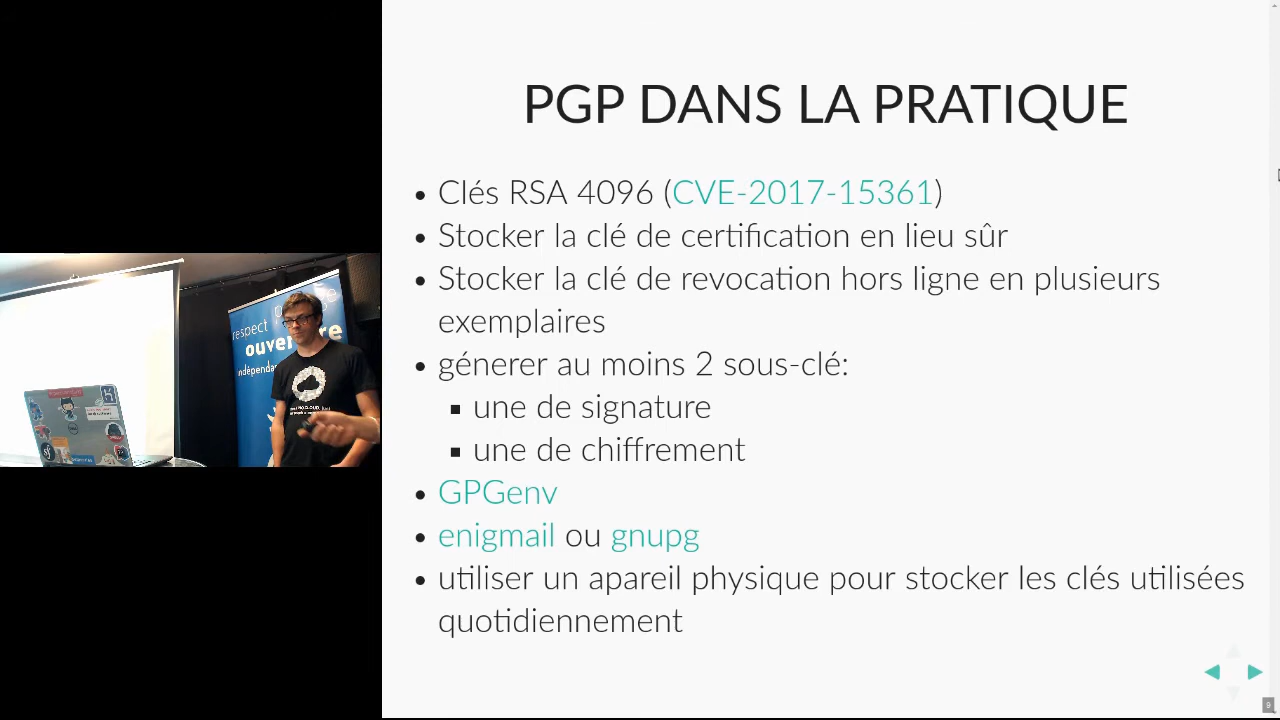 PGP DANS LA PRATIQUE
Clés RSA 4096 (CVE-2017-15361)
Stocker la clé de certification en lieu sûr
Stocker la clé de revocation hors ligne en plusieurs
exemplaires
génerer au moins 2 sous-clé:
une de signature
une de chiffrement
GPGenv
enigmail ou gnupg
utiliser un apareil physique pour stocker les clés utilisées
quotidiennement
9
respect